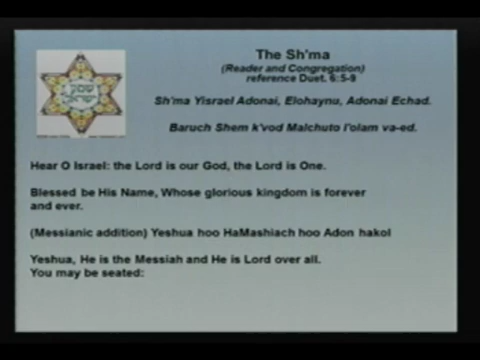 The Sh'ma
(Reader and Congregation)
reference Duet. 6:5-9
Sh'ma Yisrael Adonai, Elohaynu, Adonai Echad.
Baruch Shem k'vod Malchuto l'olam va-ed.
Hear O Israel: the Lord is our God, the Lord is One.
Blessed be His Name, Whose glorious kingdom is forever
and ever.
(Messianic addition) Yeshua hoo HaMashiach hoo Adon hakol
Yeshua, He is the Messiah and He is Lord over all.
You may be seated: